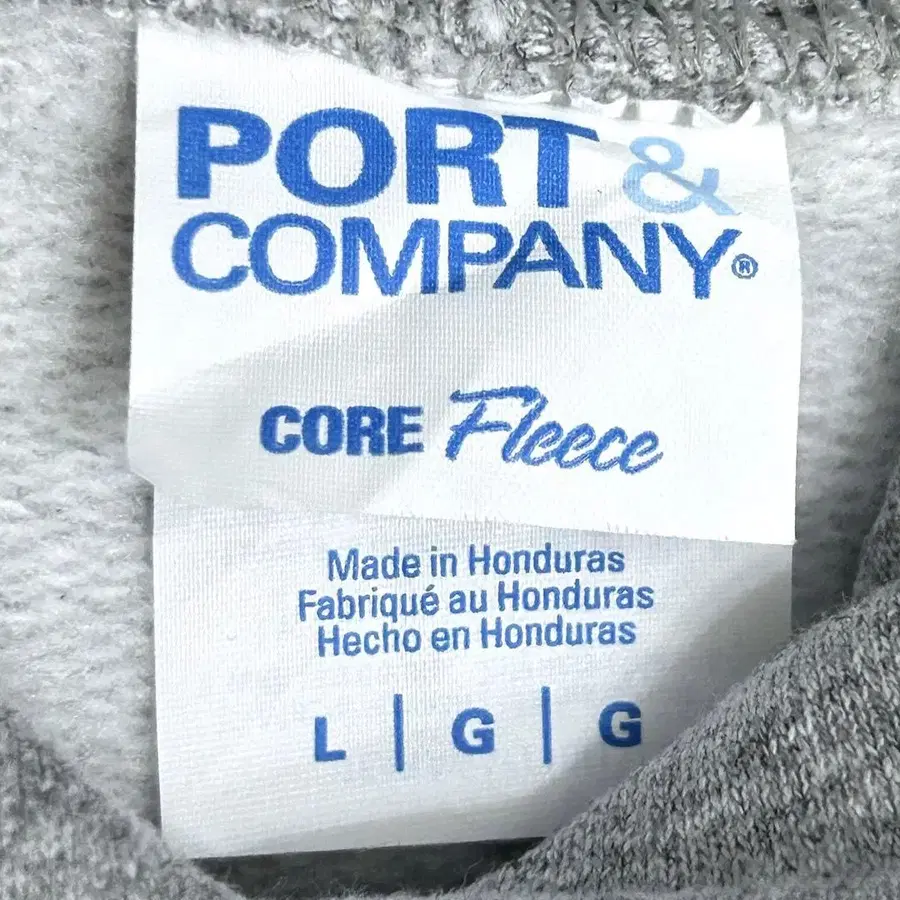 PORT &
COMPANY®
CORE Fleece
Made in Honduras
Fabriqué au Honduras
Hecho en Honduras
L | G | G